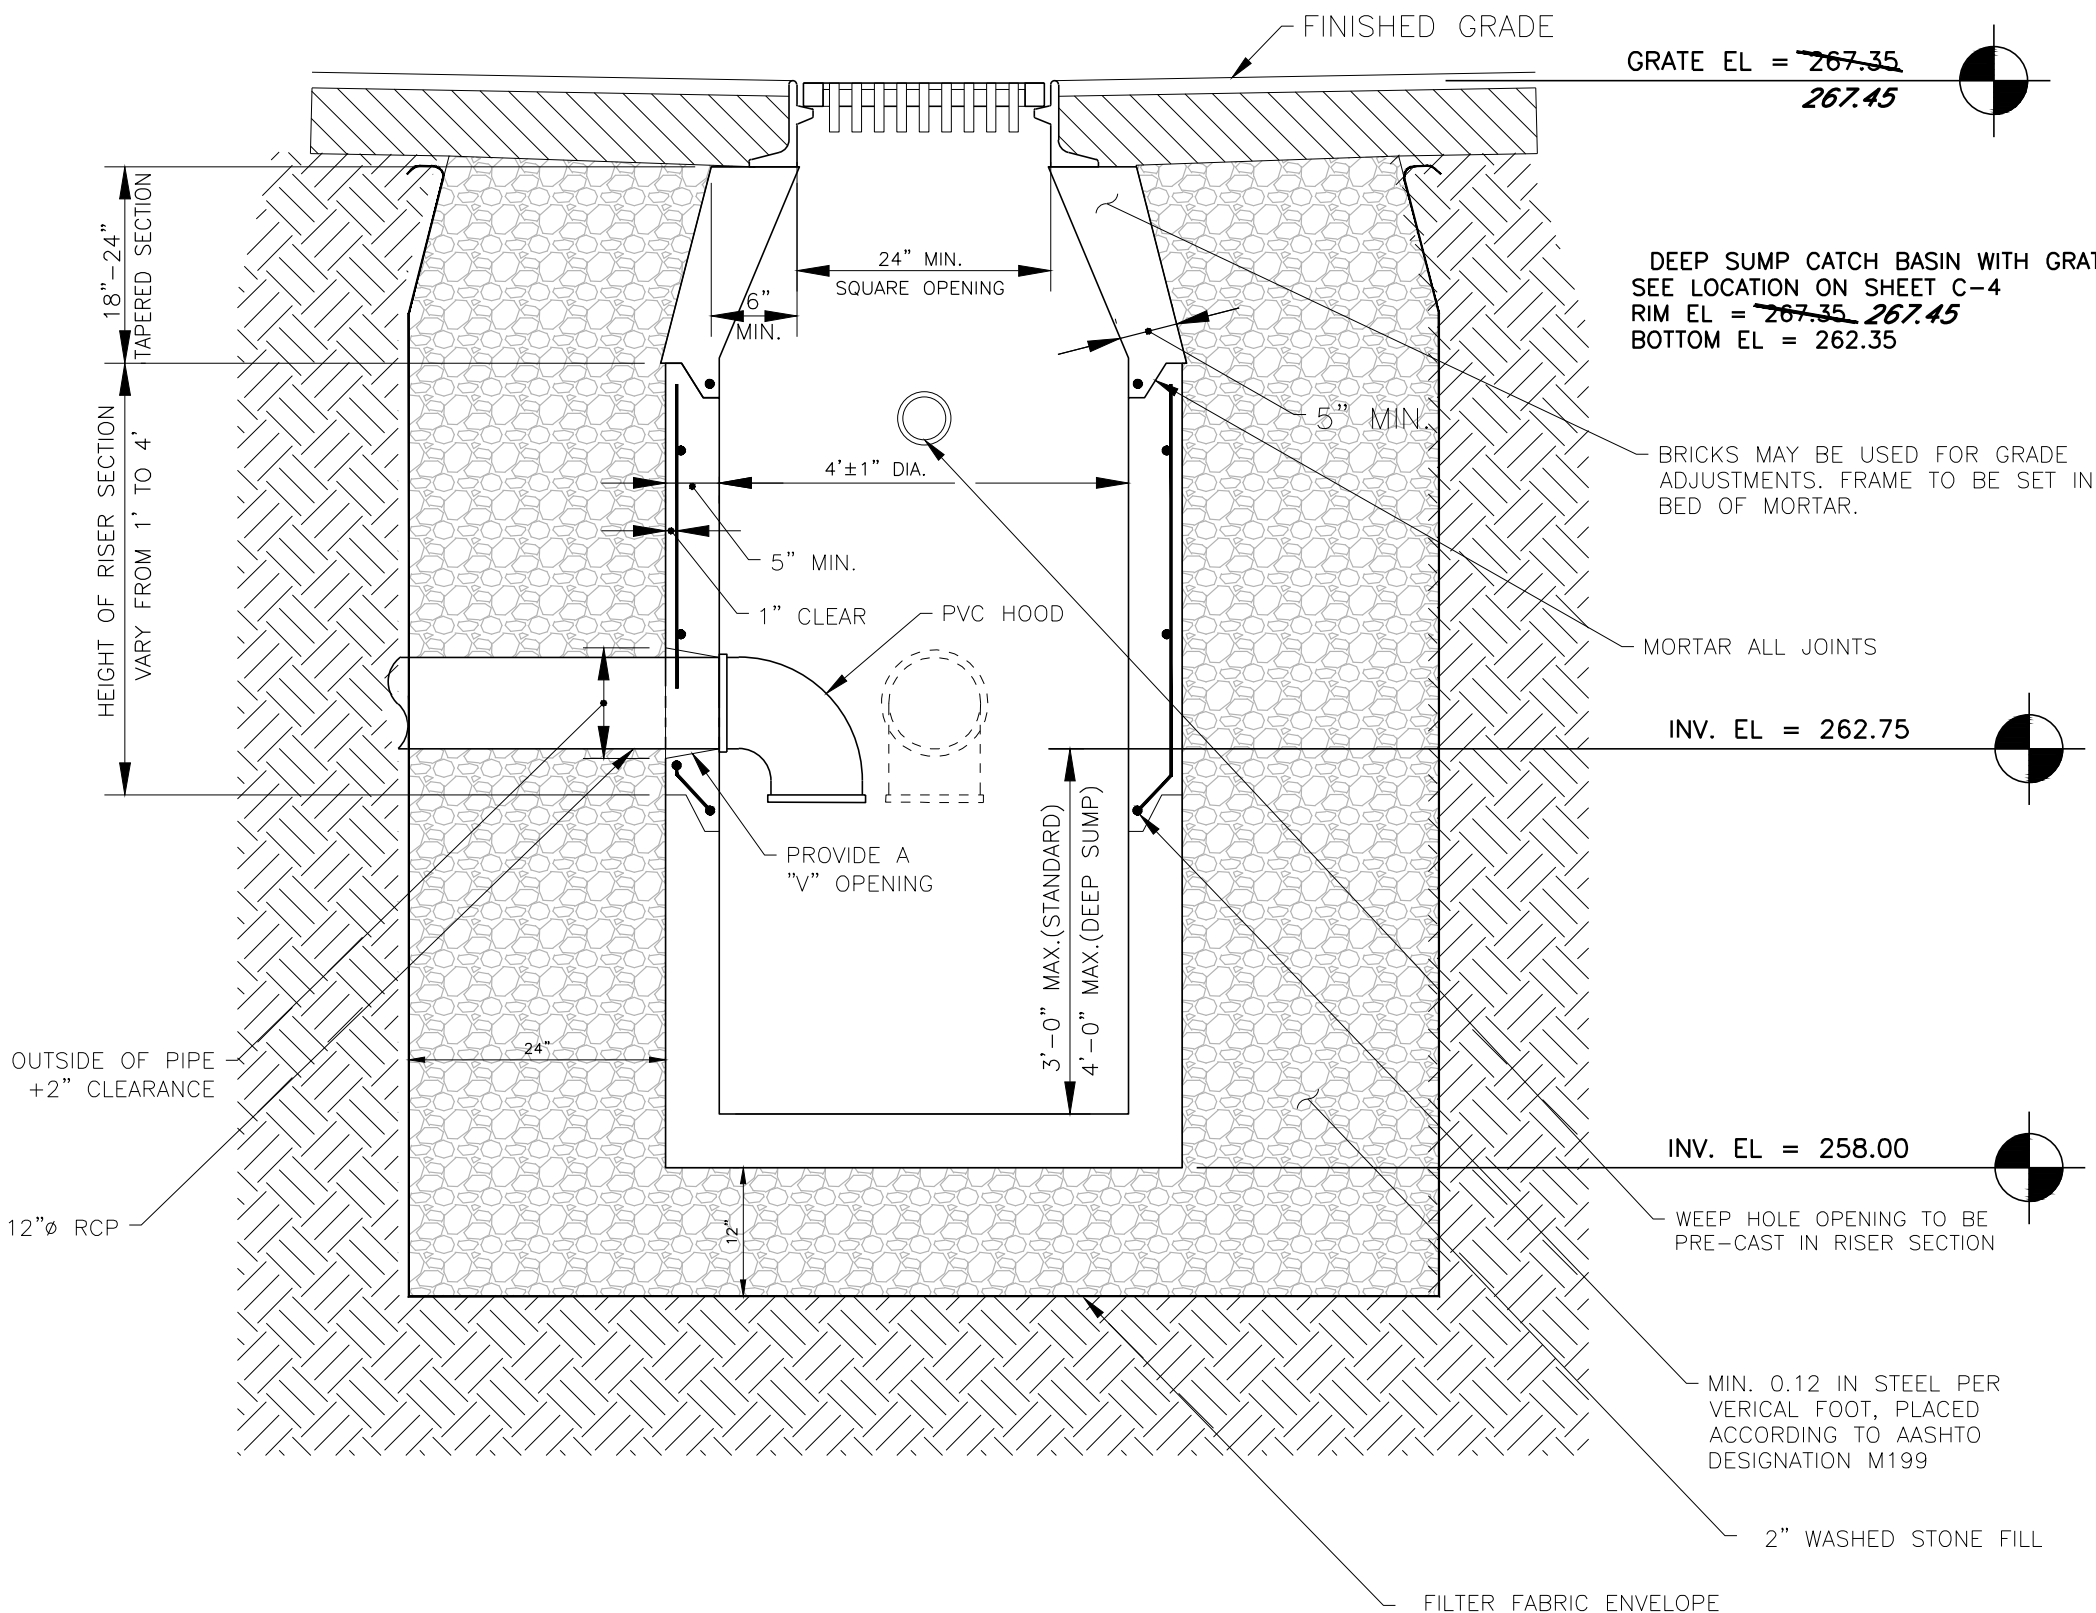 FINISHED GRADE
GRATE EL = 267.35
267.45
18"-24"
TAPERED SECTION
24" MIN.
SQUARE OPENING
6"
MIN.
DEEP SUMP CATCH BASIN WITH GRAT
SEE LOCATION ON SHEET C-4
RIM EL = 267.35 267.45
BOTTOM EL = 262.35
5" MIN.
HEIGHT OF RISER SECTION
VARY FROM 1' TO 4'
4'±1" DIA.
BRICKS MAY BE USED FOR GRADE
ADJUSTMENTS. FRAME TO BE SET IN
BED OF MORTAR.
5" MIN.
1" CLEAR
PVC HOOD
MORTAR ALL JOINTS
INV. EL = 262.75
PROVIDE A
"V" OPENING
3'-0" MAX.(STANDARD)
4'-0" MAX.(DEEP SUMP)
OUTSIDE OF PIPE
+2" CLEARANCE
24"
INV. EL = 258.00
12"ø RCP
12"
WEEP HOLE OPENING TO BE
PRE-CAST IN RISER SECTION
MIN. 0.12 IN STEEL PER
VERICAL FOOT, PLACED
ACCORDING TO AASHTO
DESIGNATION M199
2" WASHED STONE FILL
FILTER FABRIC ENVELOPE